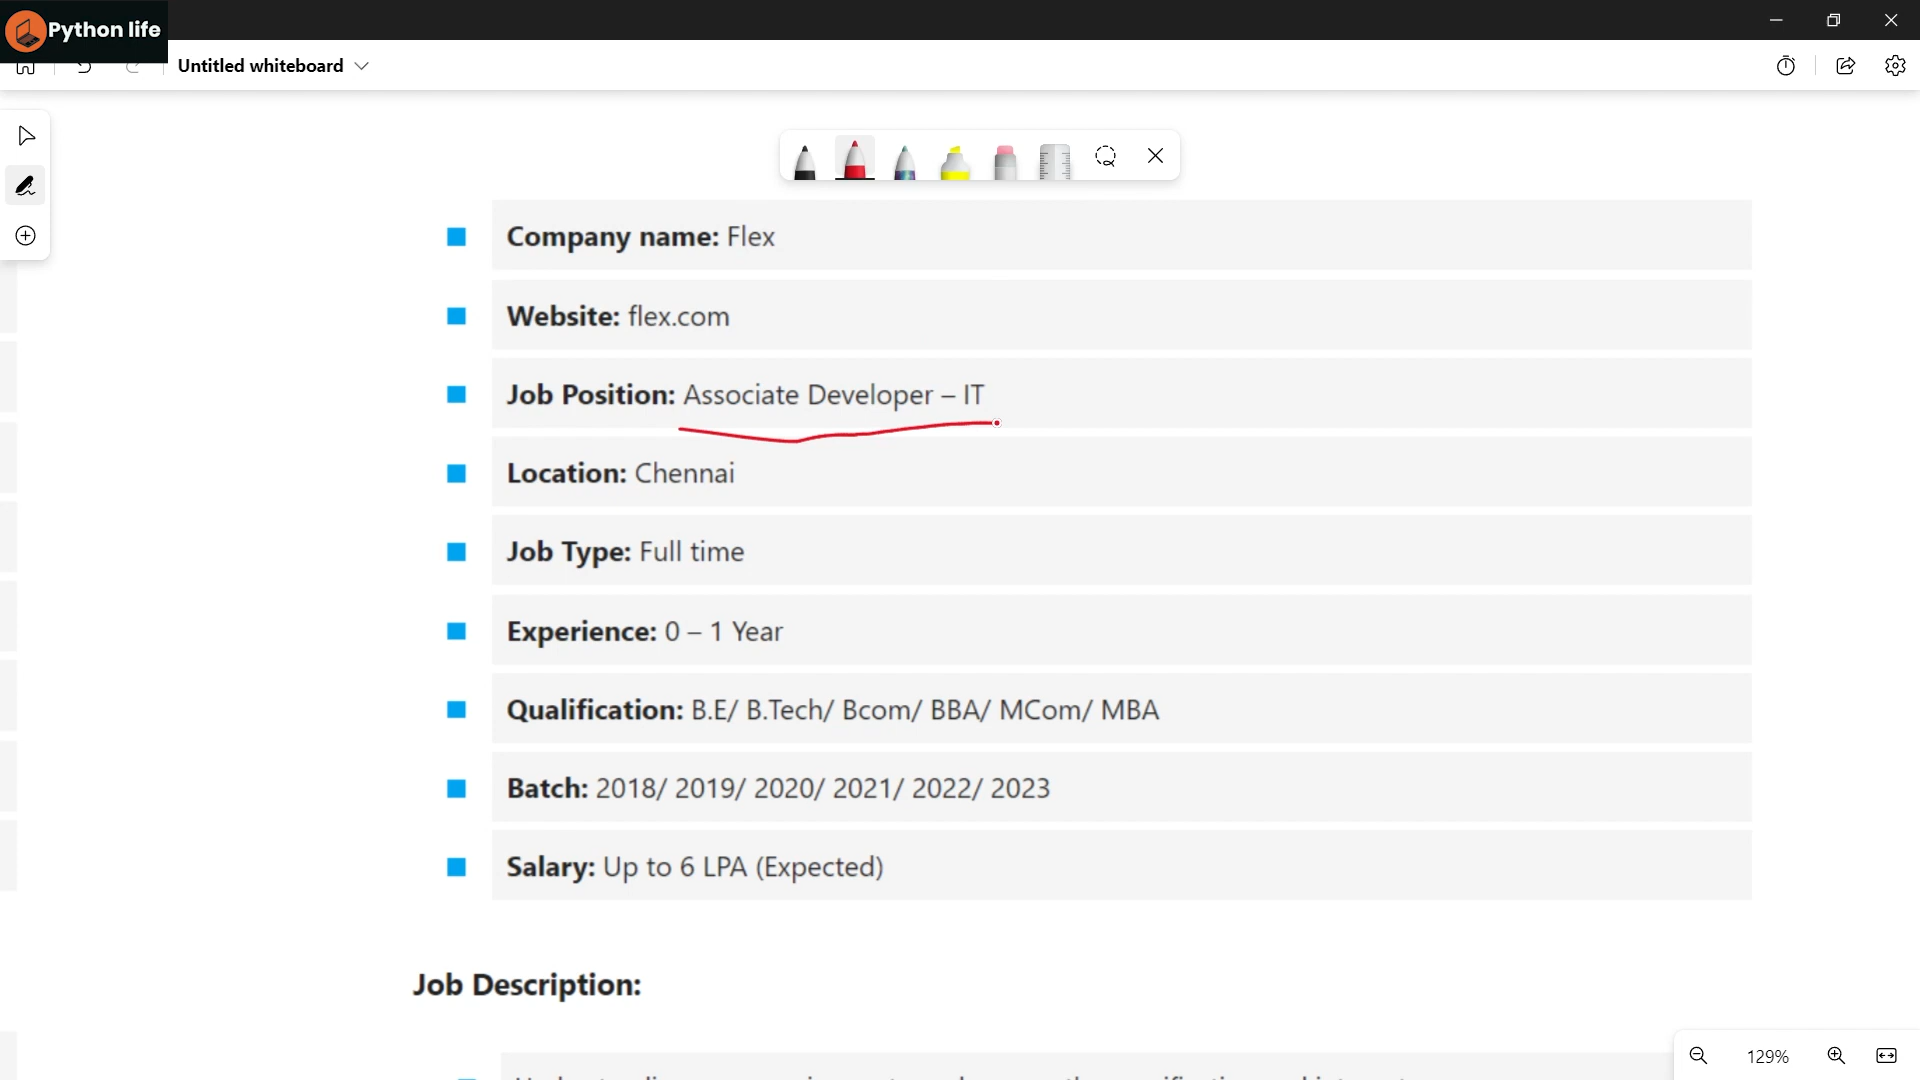 Python life
Untitled whiteboard
Company name: Flex
Website: flex.com
Job Position: Associate Developer – IT
Location: Chennai
Job Type: Full time
Experience: 0 – 1 Year
Qualification: B.E/ B.Tech/ Bcom/ BBA/ MCom/ MBA
Batch: 2018/ 2019/ 2020/ 2021/ 2022/ 2023
Salary: Up to 6 LPA (Expected)
Job Description:
129%